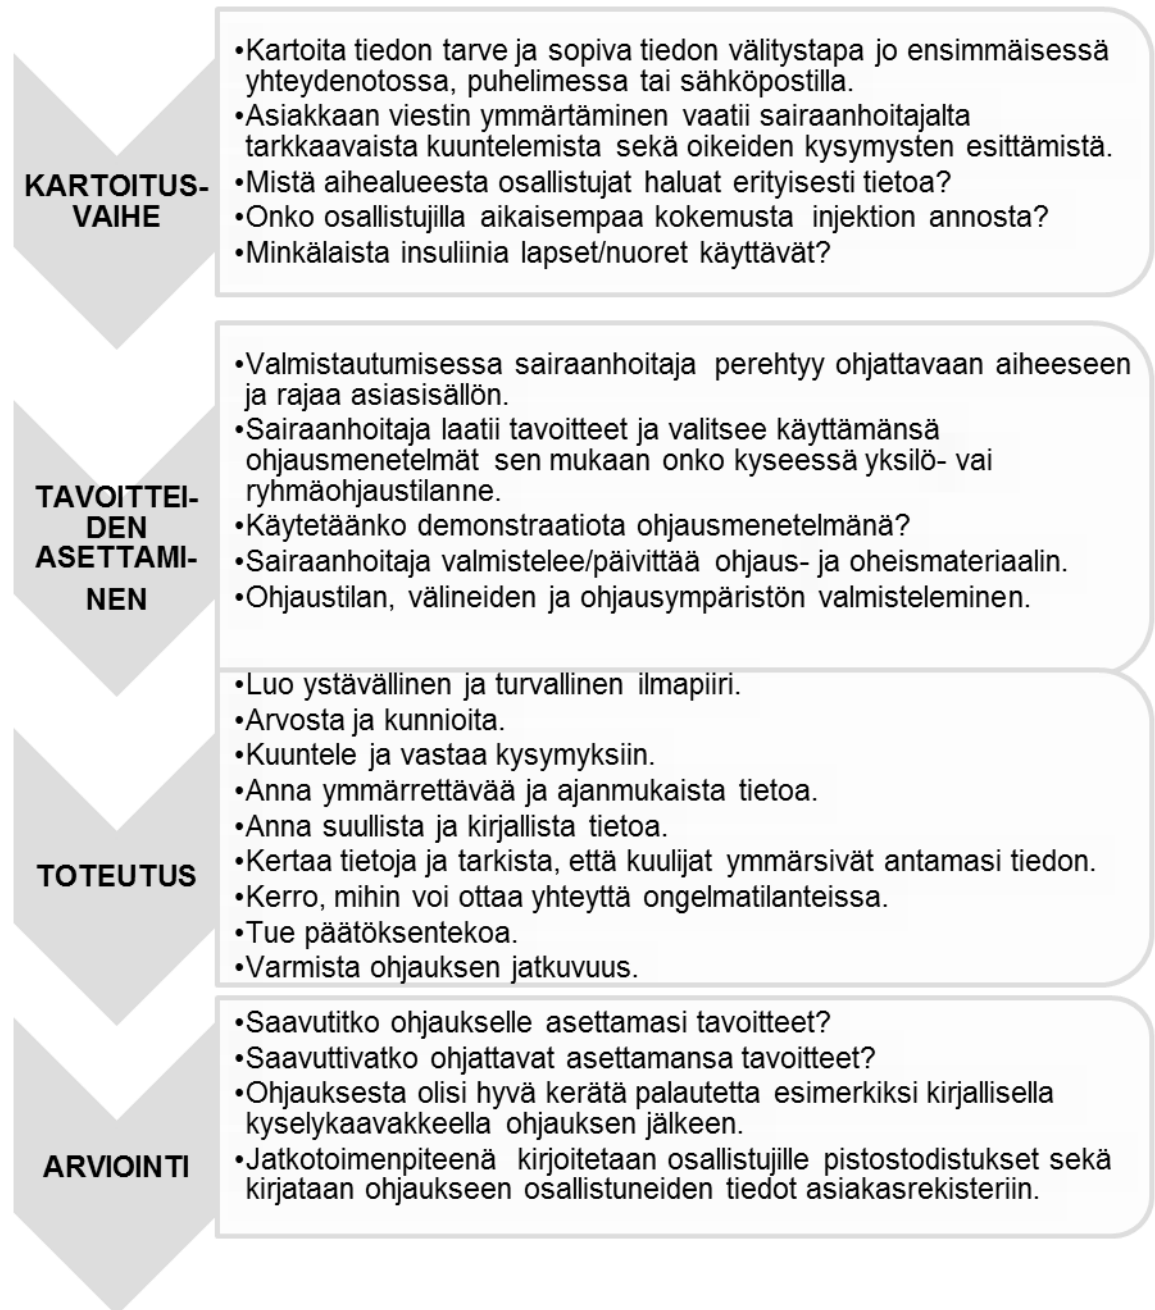 KARTOITUS-
VAIHE
•Kartoita tiedon tarve ja sopiva tiedon välitystapa jo ensimmäisessä
yhteydenotossa, puhelimessa tai sähköpostilla.
•Asiakkaan viestin ymmärtäminen vaatii sairaanhoitajalta
tarkkaavaista kuuntelemista sekä oikeiden kysymysten esittämistä.
•Mistä aihealueesta osallistujat haluat erityisesti tietoa?
•Onko osallistujilla aikaisempaa kokemusta injektion annosta?
•Minkälaista insuliinia lapset/nuoret käyttävät?
TAVOITTEI-
DEN
ASETTAMI-
NEN
•Valmistautumisessa sairaanhoitaja perehtyy ohjattavaan aiheeseen
ja rajaa asiasisällön.
•Sairaanhoitaja laatii tavoitteet ja valitsee käyttämänsä
ohjausmenetelmät sen mukaan onko kyseessä yksilö- vai
ryhmäohjaustilanne.
•Käytetäänko demonstraatiota ohjausmenetelmänä?
•Sairaanhoitaja valmistelee/päivittää ohjaus- ja oheismateriaalin.
•Ohjaustilan, välineiden ja ohjausympäristön valmisteleminen.
TOTEUTUS
•Luo ystävällinen ja turvallinen ilmapiiri.
•Arvosta ja kunnioita.
•Kuuntele ja vastaa kysymyksiin.
•Anna ymmärrettävää ja ajanmukaista tietoa.
•Anna suullista ja kirjallista tietoa.
•Kertaa tietoja ja tarkista, että kuulijat ymmärsivät antamasi tiedon.
•Kerro, mihin voi ottaa yhteyttä ongelmatilanteissa.
•Tue päätöksentekoa.
•Varmista ohjauksen jatkuvuus.
ARVIOINTI
•Saavutitko ohjaukselle asettamasi tavoitteet?
•Saavuttivatko ohjattavat asettamansa tavoitteet?
•Ohjauksesta olisi hyvä kerätä palautetta esimerkiksi kirjallisella
kyselykaavakkeella ohjauksen jälkeen.
•Jatkotoimenpiteenä kirjoitetaan osallistujille pistostodistukset sekä
kirjataan ohjaukseen osallistuneiden tiedot asiakasrekisteriin.